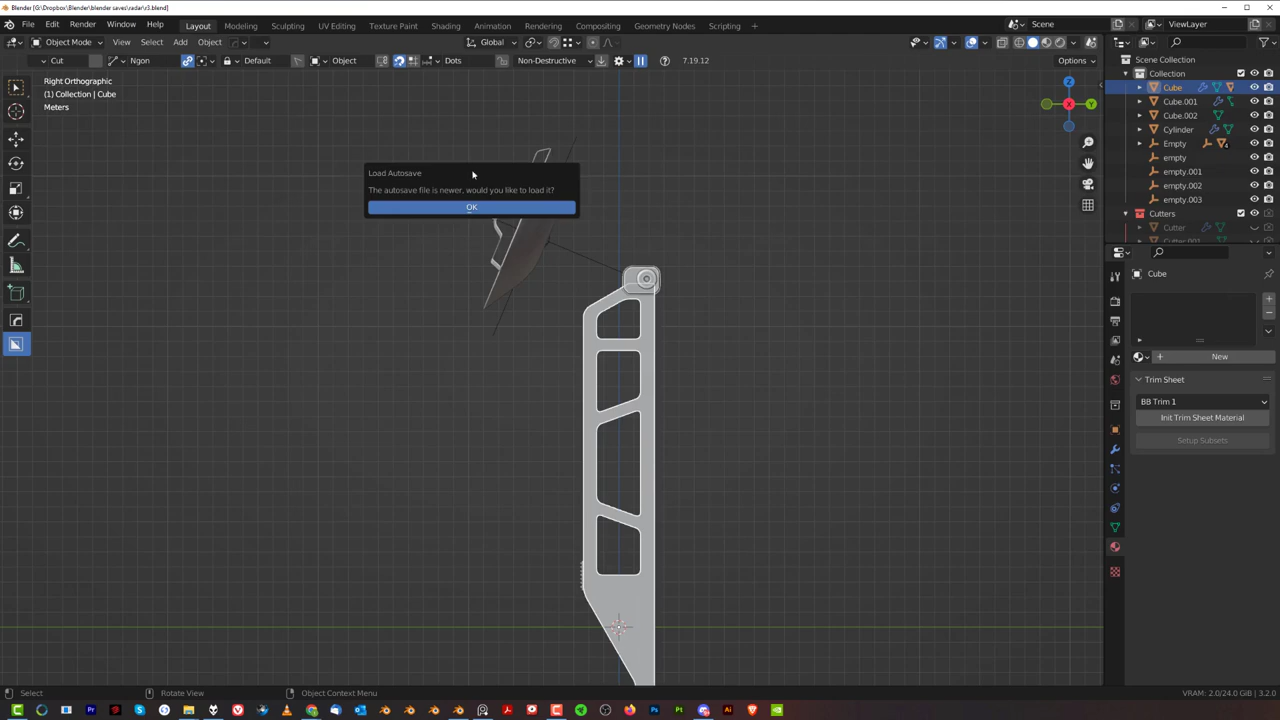 Blender [G:\Dropbox\Blender\blender saves\radar\r3.blend]
File Edit Render Window Help Layout Modeling Sculpting UV Editing Texture Paint Shading Animation Rendering Compositing Geometry Nodes Scripting + Scene ViewLayer
Object Mode View Select Add Object Global
Cut Ngon Default Object Dots Non-Destructive 7.19.12 Options
Right Orthographic
(1) Collection | Cube
Meters
Z
X
Y
Load Autosave
The autosave file is newer, would you like to load it?
OK
Scene Collection
Collection
Cube
Cube.001
Cube.002
Cylinder
Empty 4
empty
empty.001
empty.002
empty.003
Cutters
Cutter
Cube
New
Trim Sheet
BB Trim 1
Init Trim Sheet Material
Setup Subsets
Select Rotate View Object Context Menu VRAM: 2.0/24.0 GiB | 3.6.2